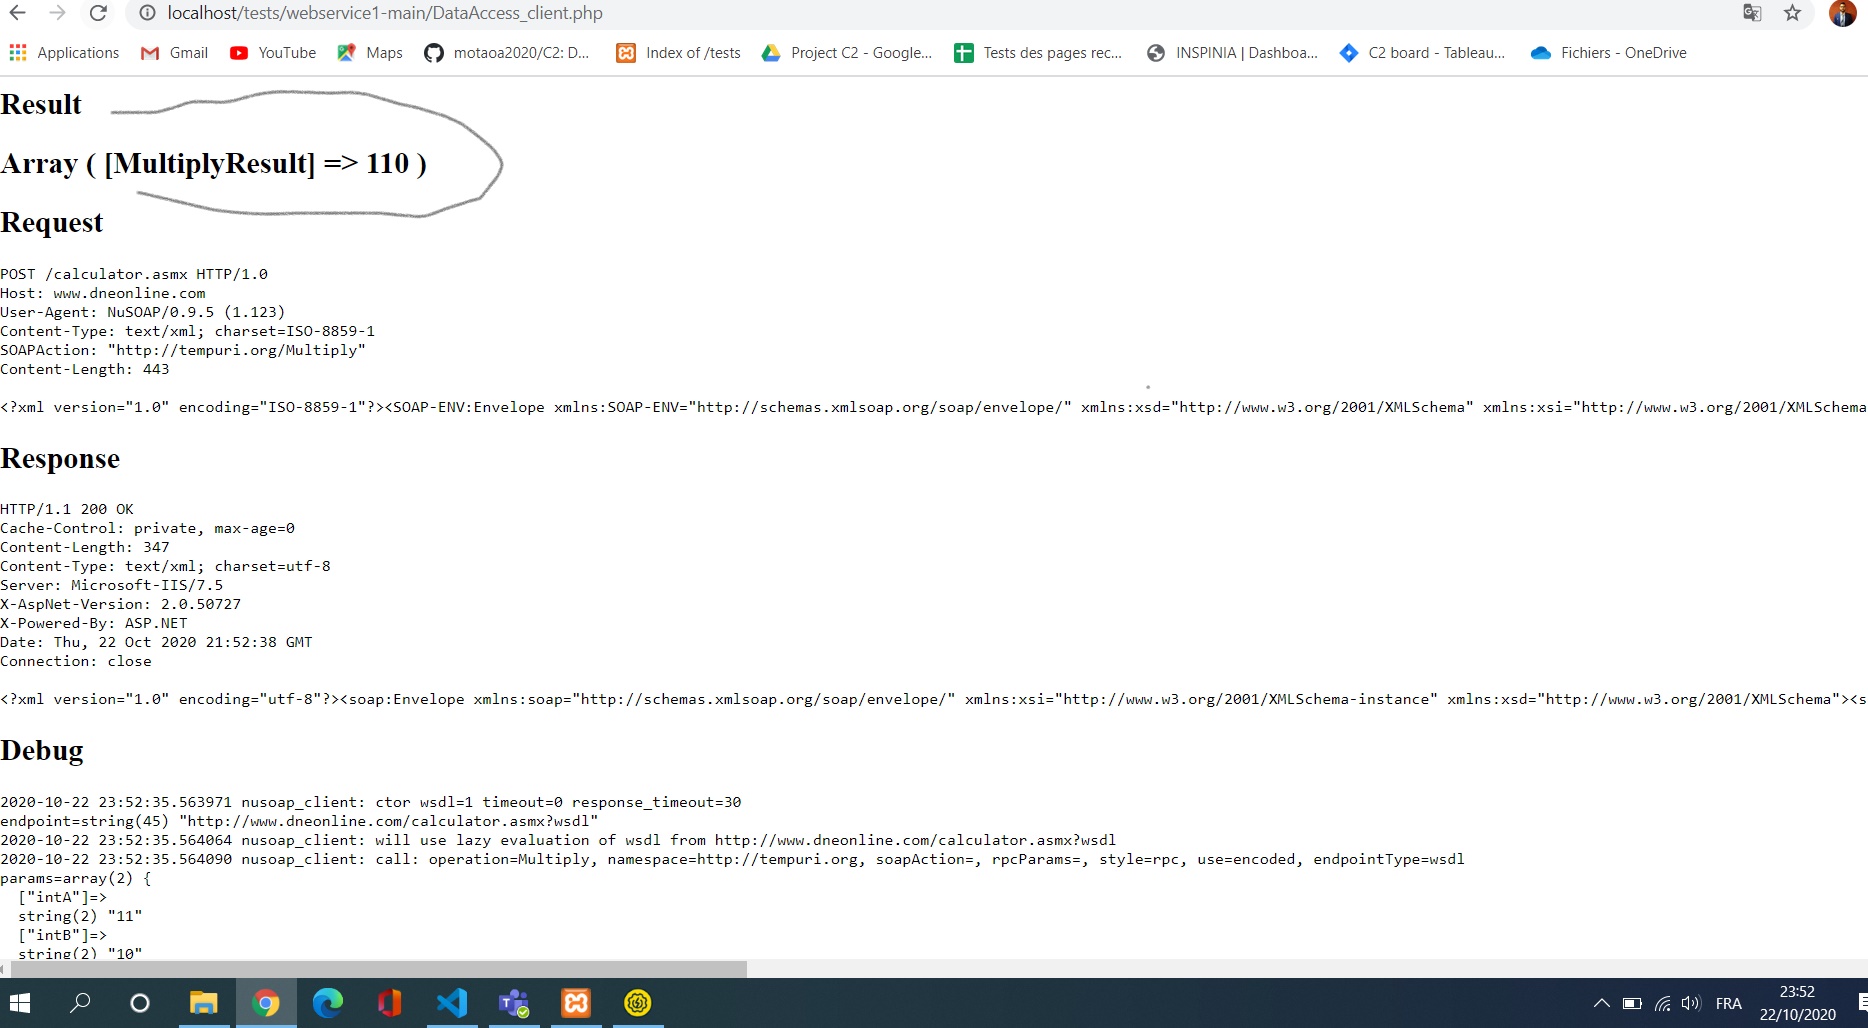 localhost/tests/webservice1-main/DataAccess_client.php
Applications Gmail YouTube Maps motaoa2020/C2: D... Index of /tests Project C2 - Google... Tests des pages rec... INSPINIA | Dashboa... C2 board - Tableau... Fichiers - OneDrive
Result
Array ( [MultiplyResult] => 110 )
Request
POST /calculator.asmx HTTP/1.0
Host: www.dneonline.com
User-Agent: NuSOAP/0.9.5 (1.123)
Content-Type: text/xml; charset=ISO-8859-1
SOAPAction: "http://tempuri.org/Multiply"
Content-Length: 443
<?xml version="1.0" encoding="ISO-8859-1"?><SOAP-ENV:Envelope xmlns:SOAP-ENV="http://schemas.xmlsoap.org/soap/envelope/" xmlns:xsd="http://www.w3.org/2001/XMLSchema" xmlns:xsi="http://www.w3.org/2001/XMLSchema
Response
HTTP/1.1 200 OK
Cache-Control: private, max-age=0
Content-Length: 347
Content-Type: text/xml; charset=utf-8
Server: Microsoft-IIS/7.5
X-AspNet-Version: 2.0.50727
X-Powered-By: ASP.NET
Date: Thu, 22 Oct 2020 21:52:38 GMT
Connection: close
<?xml version="1.0" encoding="utf-8"?><soap:Envelope xmlns:soap="http://schemas.xmlsoap.org/soap/envelope/" xmlns:xsi="http://www.w3.org/2001/XMLSchema-instance" xmlns:xsd="http://www.w3.org/2001/XMLSchema"><s
Debug
2020-10-22 23:52:35.563971 nusoap_client: ctor wsdl=1 timeout=0 response_timeout=30
endpoint=string(45) "http://www.dneonline.com/calculator.asmx?wsdl"
2020-10-22 23:52:35.564064 nusoap_client: will use lazy evaluation of wsdl from http://www.dneonline.com/calculator.asmx?wsdl
2020-10-22 23:52:35.564090 nusoap_client: call: operation=Multiply, namespace=http://tempuri.org, soapAction=, rpcParams=, style=rpc, use=encoded, endpointType=wsdl
params=array(2) {
["intA"]=>
string(2) "11"
["intB"]=>
string(2) "10"
FRA
23:52
22/10/2020